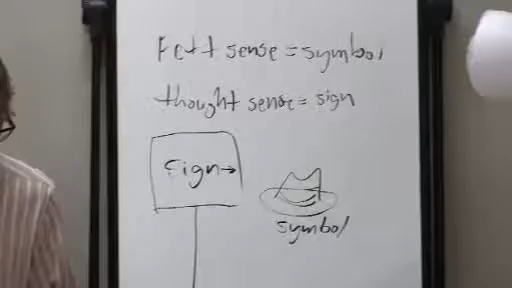 Felt sense = symbol
thought sense = sign
sign→
symbol